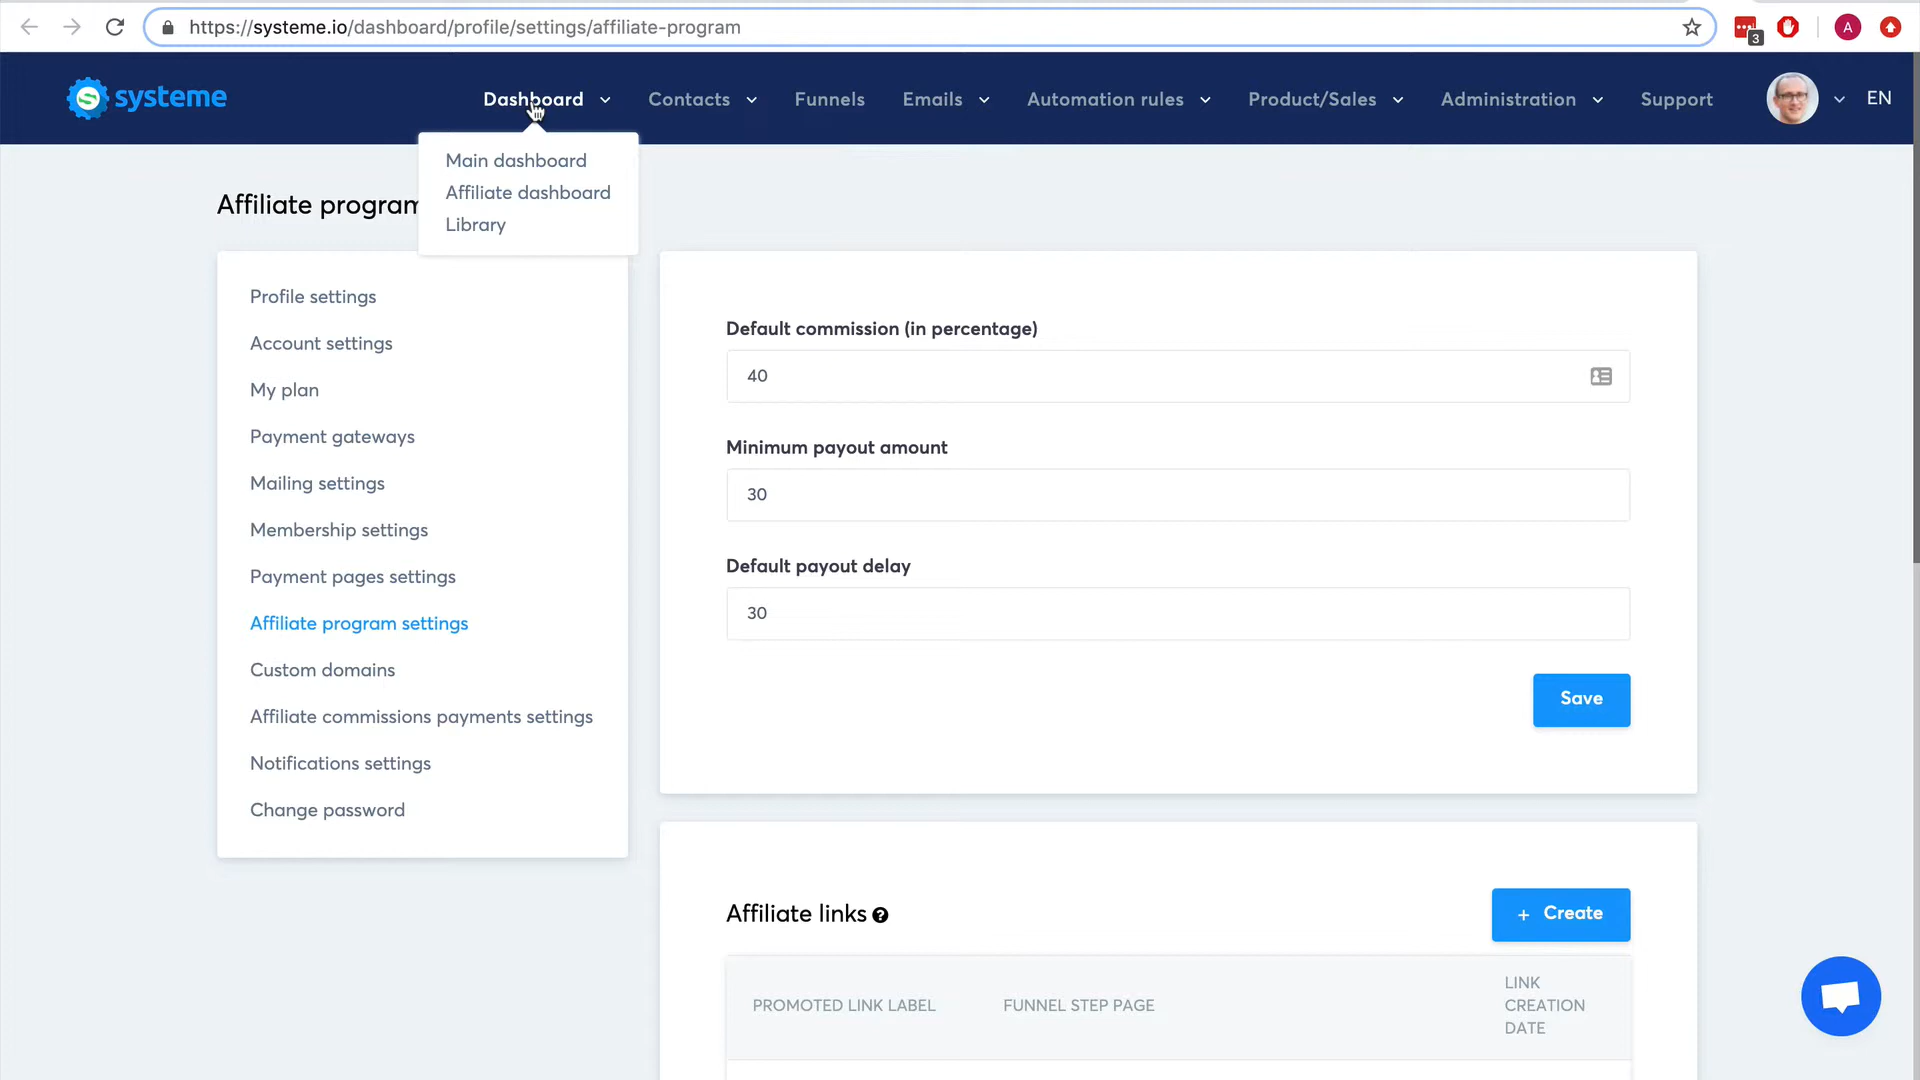 https://systeme.io/dashboard/profile/settings/affiliate-program
3
A
systeme
Dashboard
Contacts
Funnels
Emails
Automation rules
Product/Sales
Administration
Support
EN
Main dashboard
Affiliate dashboard
Library
Affiliate program
Profile settings
Account settings
My plan
Payment gateways
Mailing settings
Membership settings
Payment pages settings
Affiliate program settings
Custom domains
Affiliate commissions payments settings
Notifications settings
Change password
Default commission (in percentage)
40
Minimum payout amount
30
Default payout delay
30
Save
Affiliate links ?
+ Create
PROMOTED LINK LABEL
FUNNEL STEP PAGE
LINK
CREATION
DATE